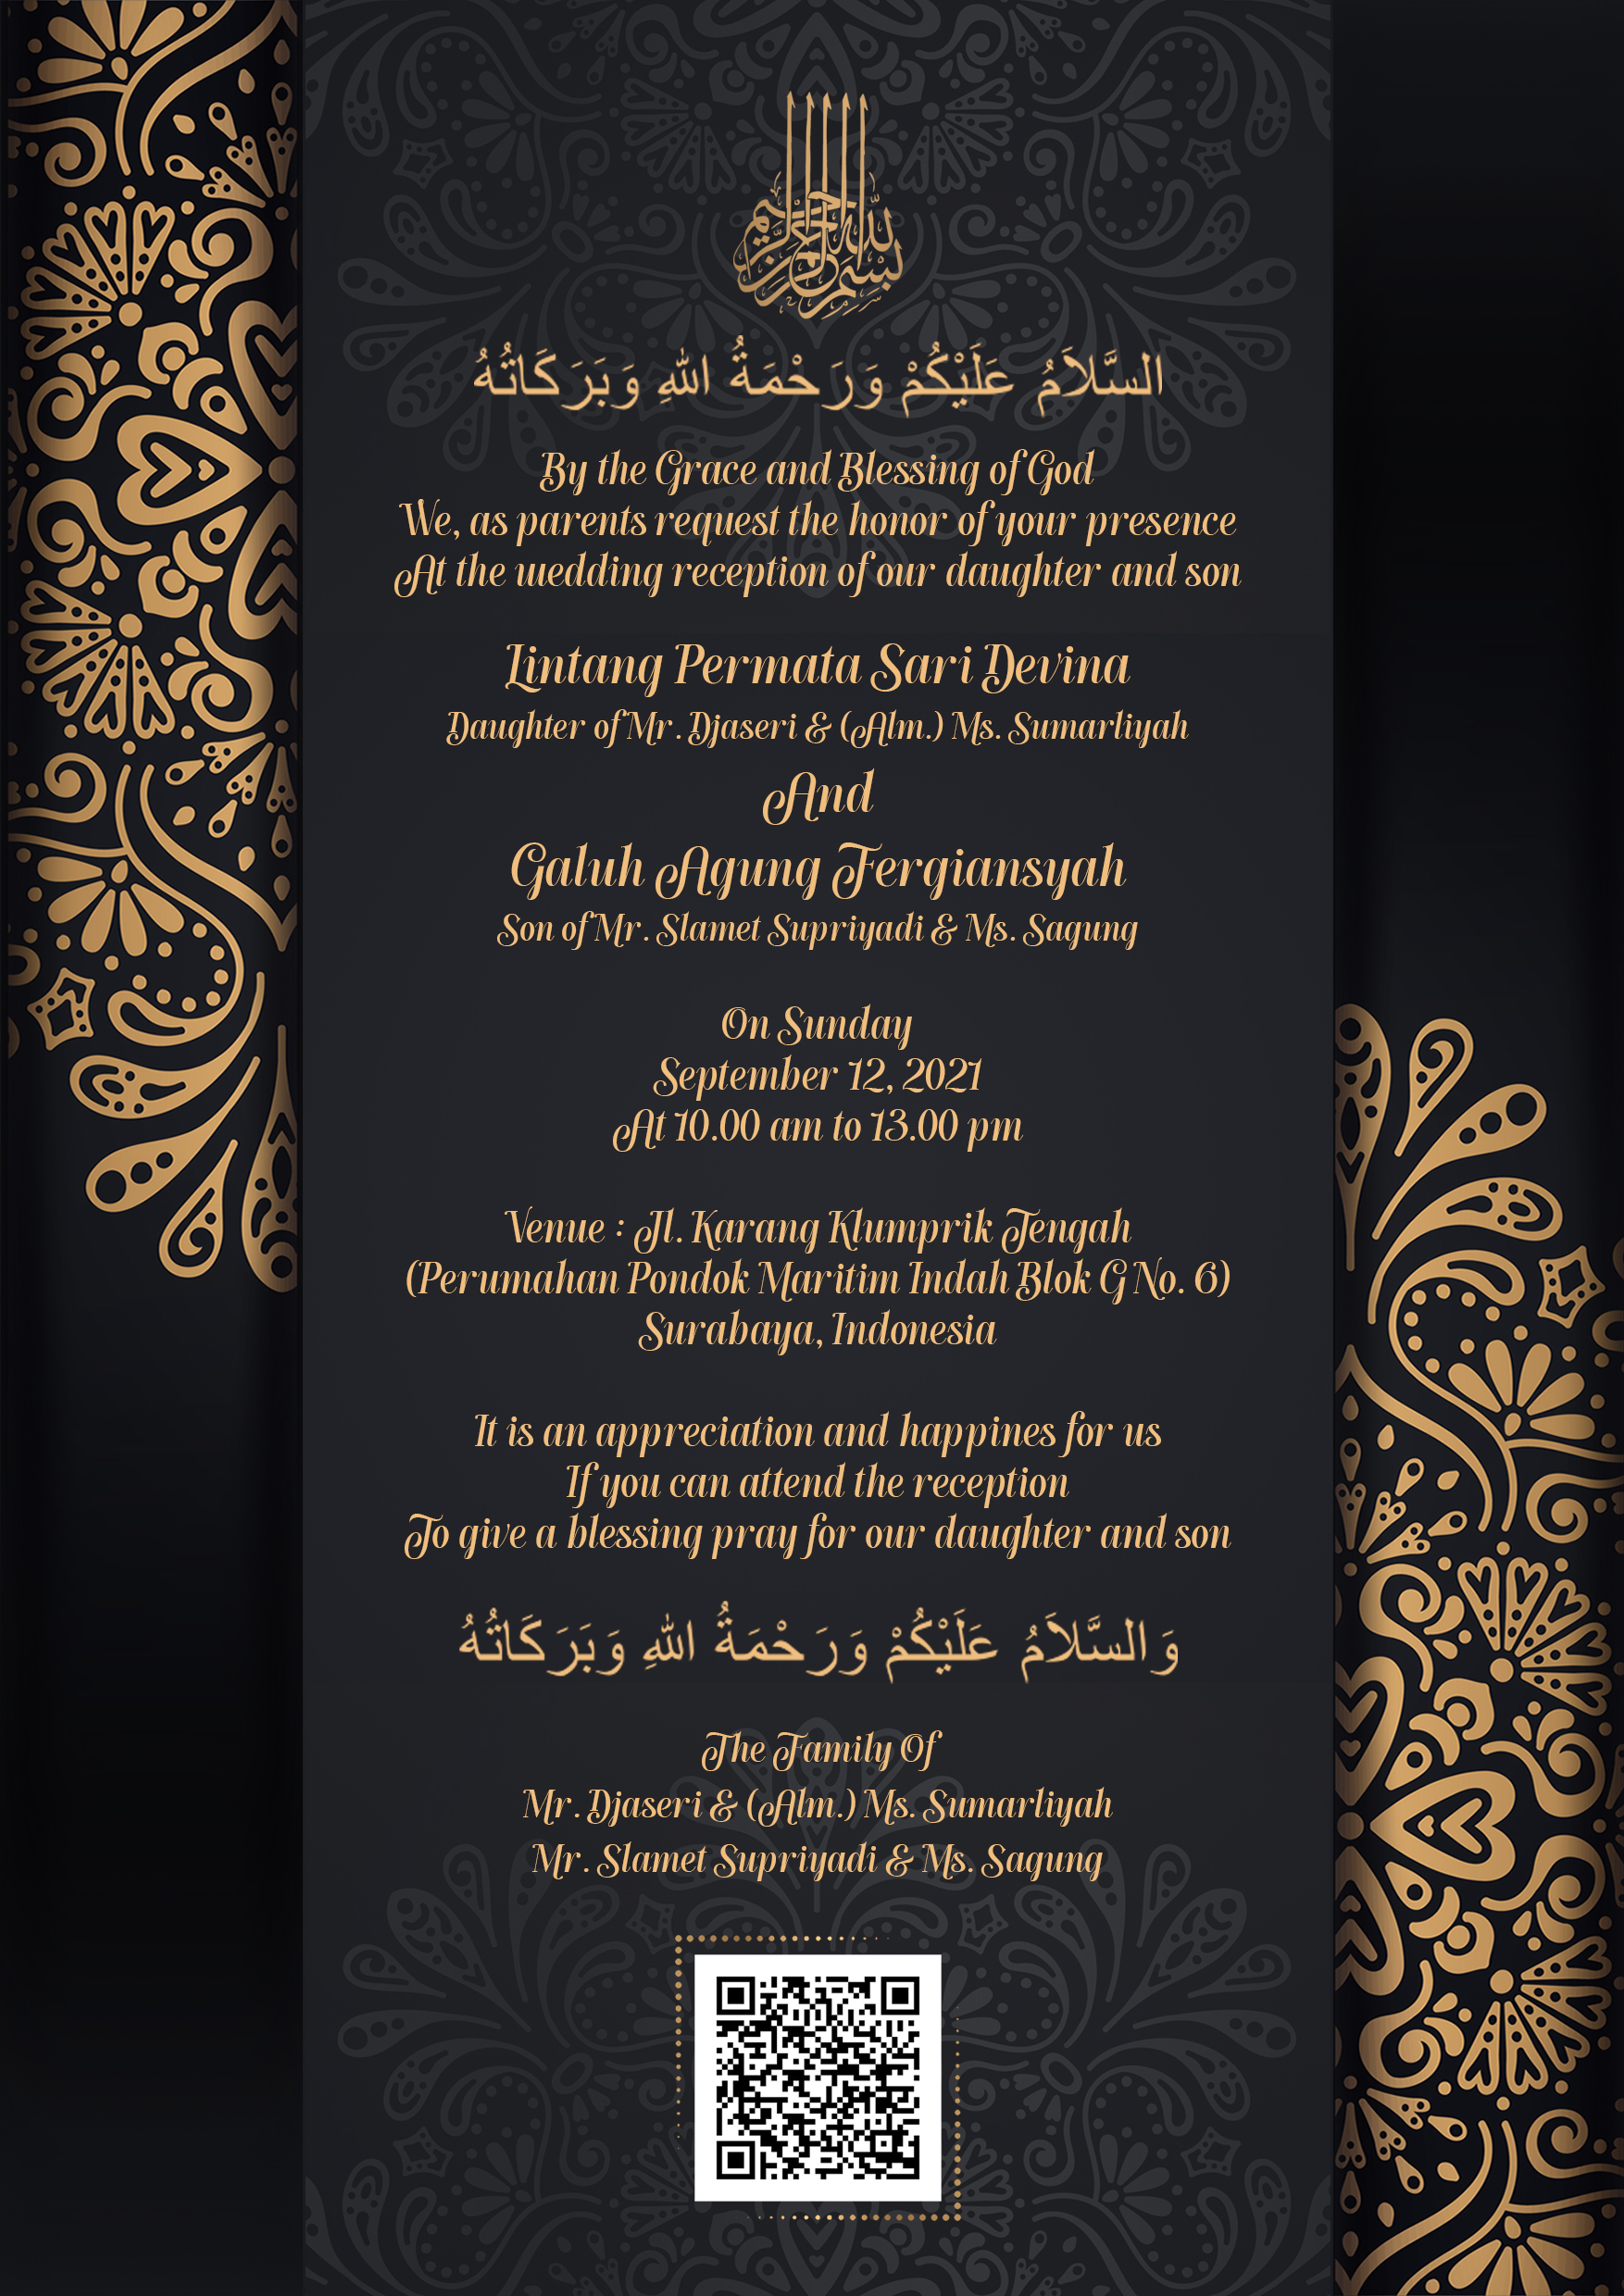 بسم الله الرحمن الرحيم
السَّلاَمُ عَلَيْكُمْ وَرَحْمَةُ اللهِ وَبَرَكَاتُهُ
By the Grace and Blessing of God
We, as parents request the honor of your presence
At the wedding reception of our daughter and son
Lintang Permata Sari Devina
Daughter of Mr. Djaseri & (Alm.) Ms. Sumarliyah
And
Galuh Agung Fergiansyah
Son of Mr. Slamet Supriyadi & Ms. Sagung
On Sunday
September 12, 2021
At 10.00 am to 13.00 pm
Venue : Jl. Karang Klumprik Tengah
(Perumahan Pondok Maritim Indah Blok G No. 6)
Surabaya, Indonesia
It is an appreciation and happines for us
If you can attend the reception
To give a blessing pray for our daughter and son
وَالسَّلاَمُ عَلَيْكُمْ وَرَحْمَةُ اللهِ وَبَرَكَاتُهُ
The Family Of
Mr. Djaseri & (Alm.) Ms. Sumarliyah
Mr. Slamet Supriyadi & Ms. Sagung